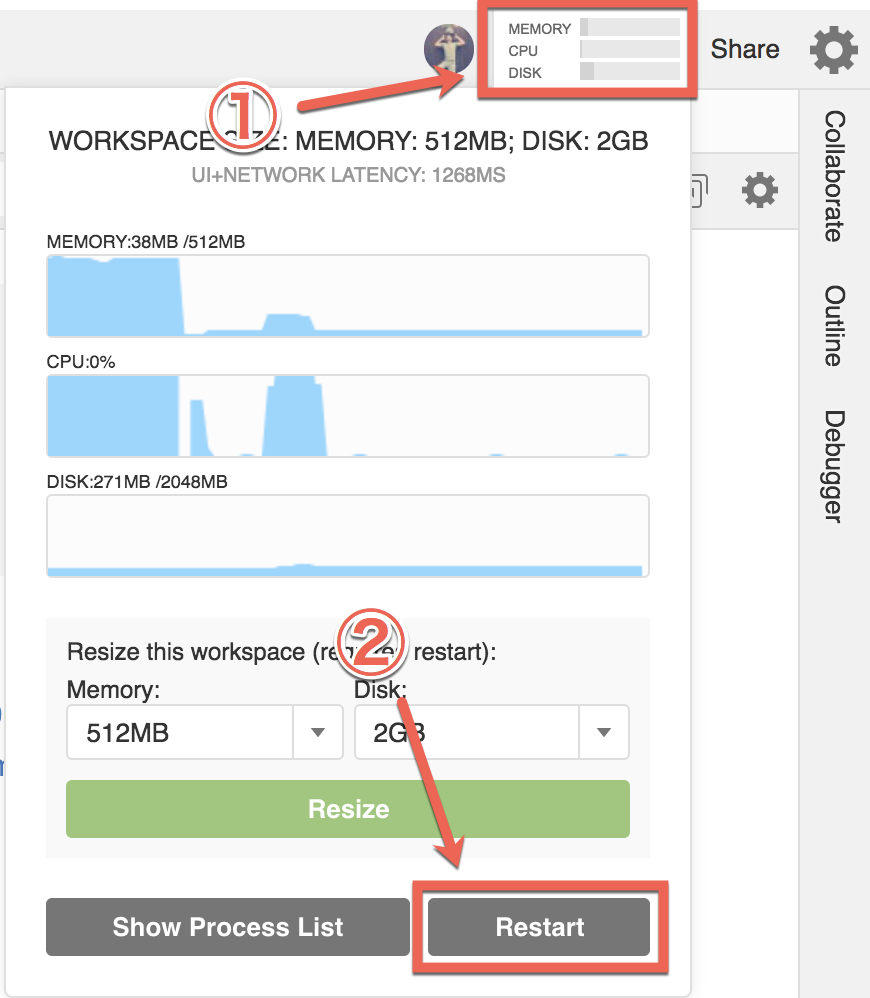 MEMORY
CPU
DISK
Share
①
WORKSPACE SIZE: MEMORY: 512MB; DISK: 2GB
UI+NETWORK LATENCY: 1268MS
MEMORY:38MB /512MB
CPU:0%
DISK:271MB /2048MB
②
Resize this workspace (requires restart):
Memory:
Disk:
512MB
2GB
Resize
Show Process List
Restart
Collaborate
Outline
Debugger